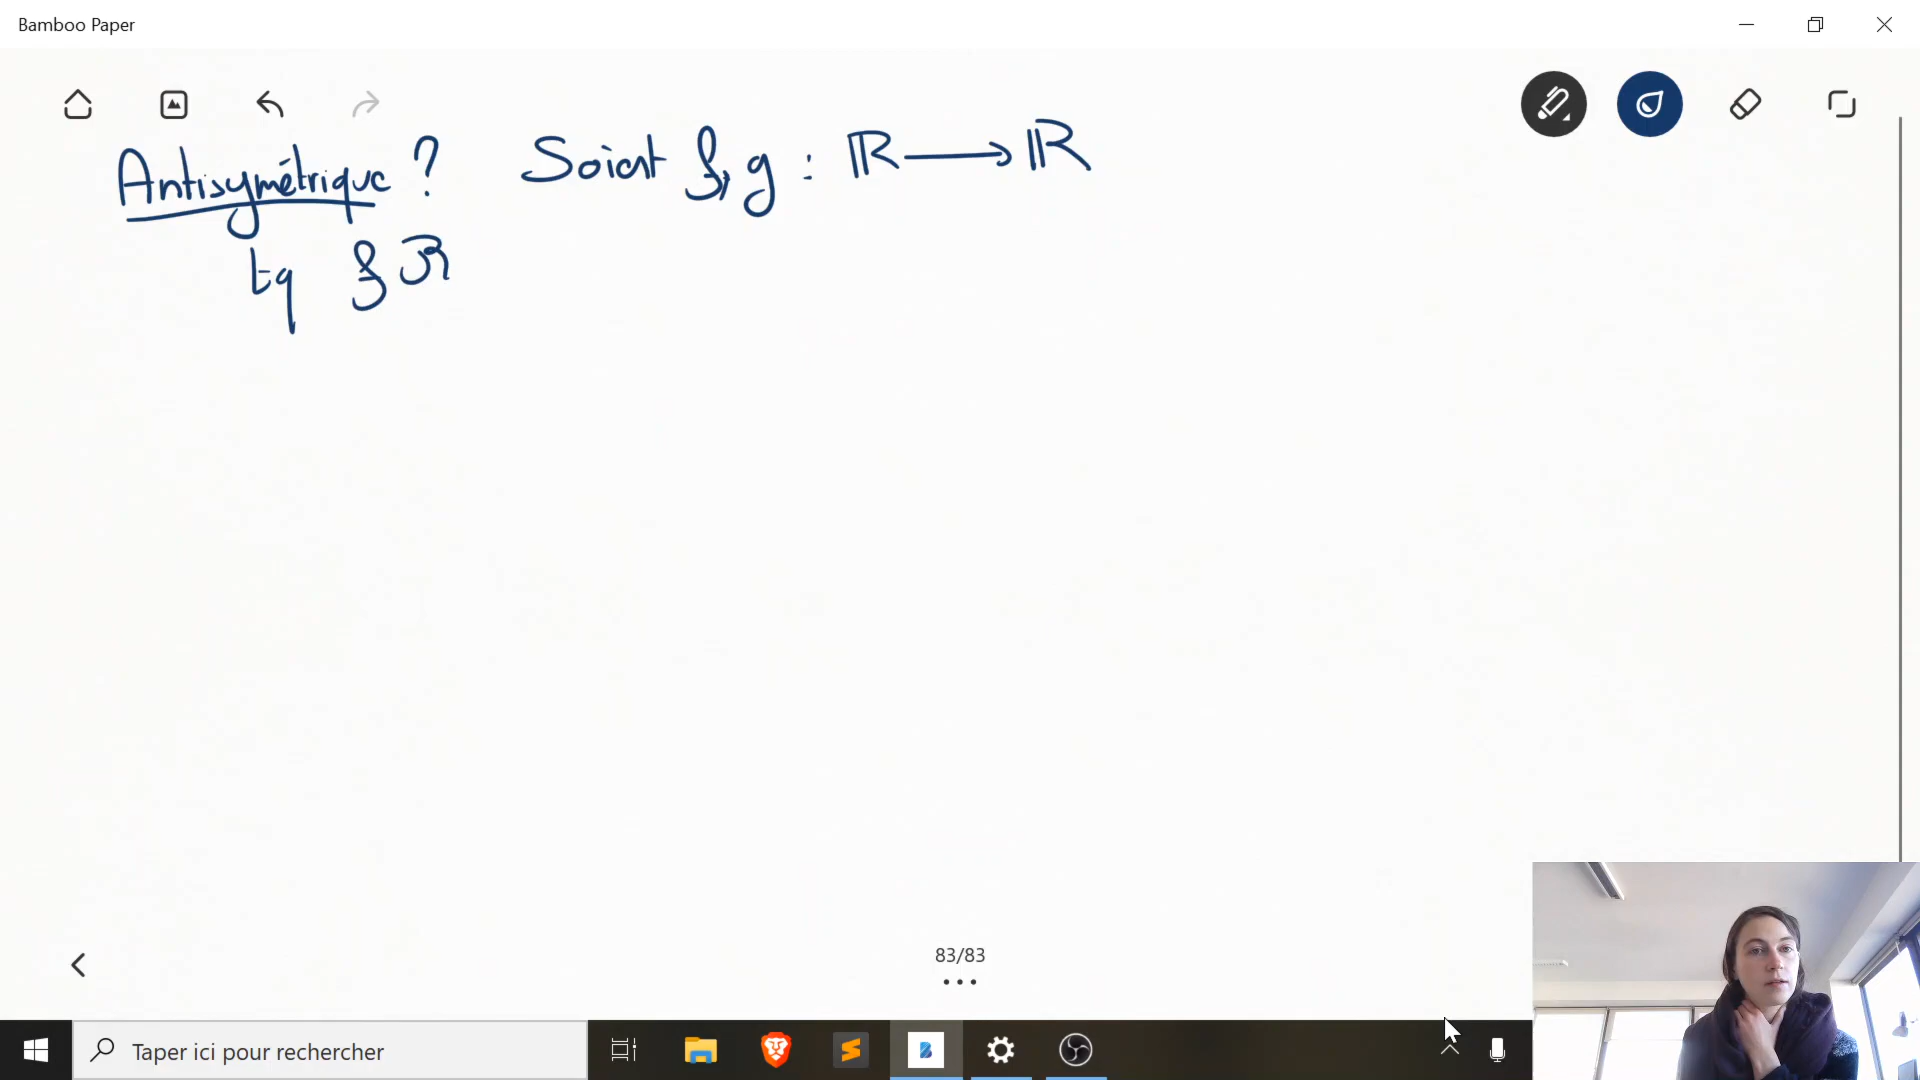 Bamboo Paper
Antisymétrique ? Soient f, g : ℝ → ℝ
tq f ℛ
83/83
Taper ici pour rechercher